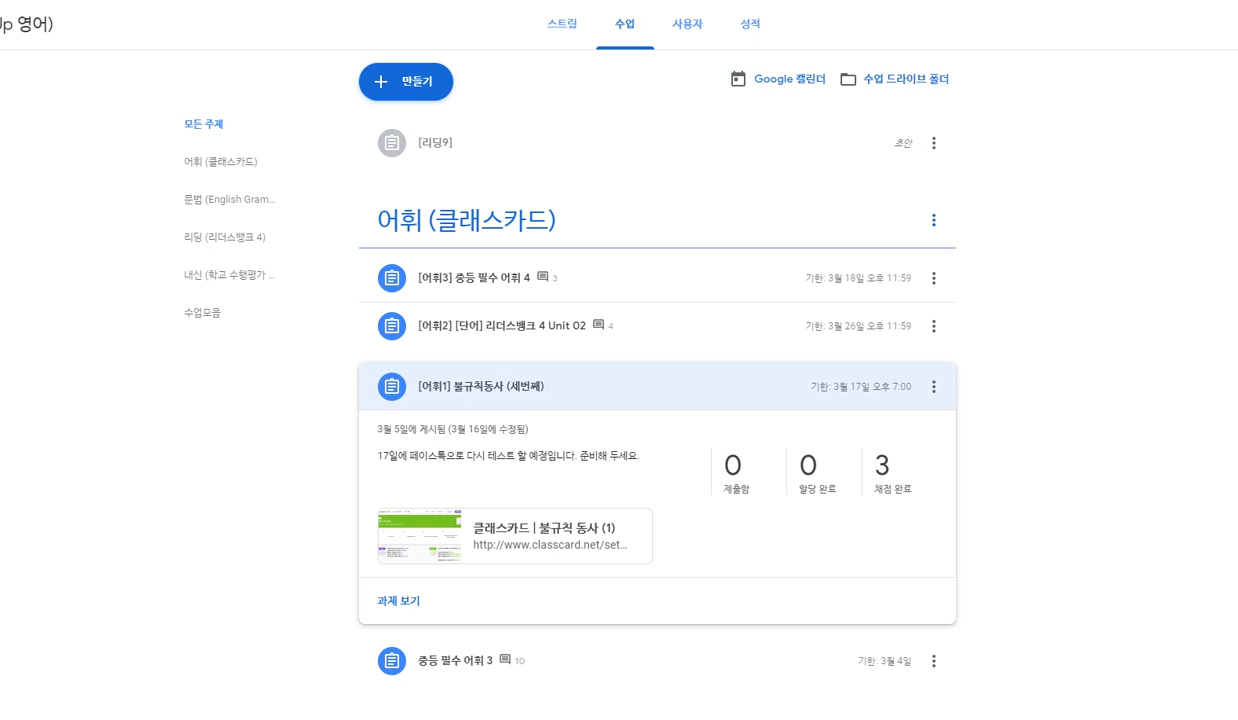 Up 영어)
스트림
수업
사용자
성적
만들기
Google 캘린더
수업 드라이브 폴더
모든 주제
어휘 (클래스카드)
문법 (English Gram...
리딩 (리더스뱅크 4)
내신 (학교 수행평가 ...
수업모음
[리딩9]
초안
어휘 (클래스카드)
[어휘3] 중등 필수 어휘 4 3
기한: 3월 18일 오후 11:59
[어휘2] [단어] 리더스뱅크 4 Unit 02 4
기한: 3월 26일 오후 11:59
[어휘1] 불규칙동사 (세번째)
기한: 3월 17일 오후 7:00
3월 5일에 게시됨 (3월 16일에 수정됨)
17일에 페이스톡으로 다시 테스트 할 예정입니다. 준비해 두세요.
0
제출함
0
할당 완료
3
채점 완료
클래스카드 | 불규칙 동사 (1)
http://www.classcard.net/set...
과제 보기
중등 필수 어휘 3 10
기한: 3월 4일